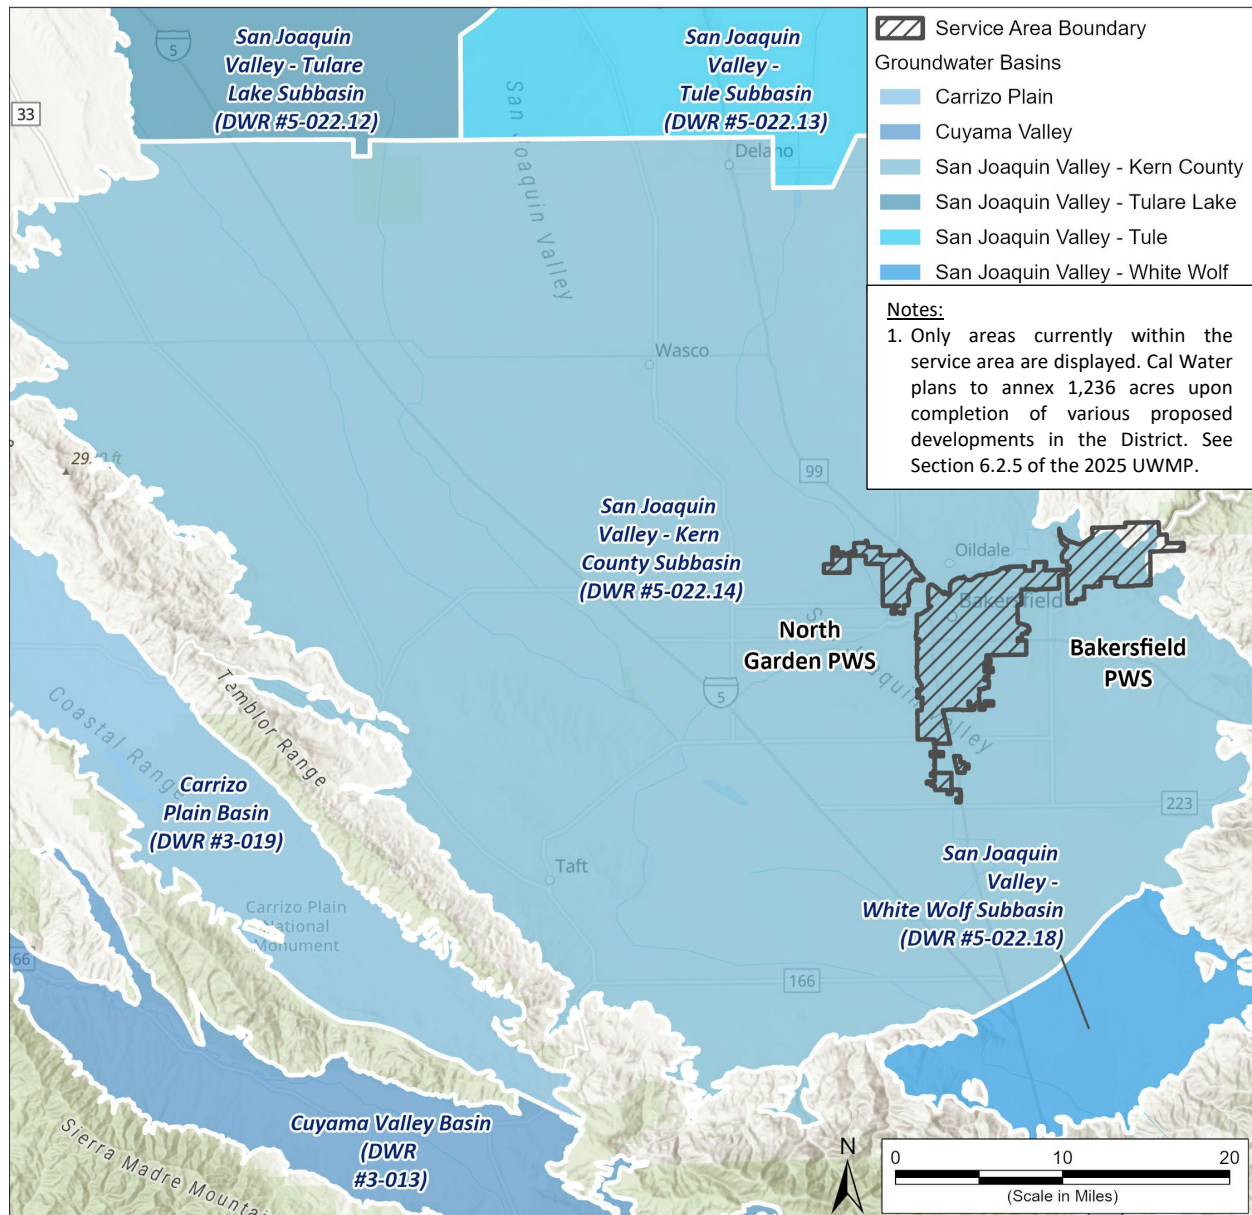 San Joaquin
Valley - Tulare
Lake Subbasin
(DWR #5-022.12)
San Joaquin
Valley -
Tule Subbasin
(DWR #5-022.13)
5
33
San Joaquin Valley
Delano
Service Area Boundary
Groundwater Basins
Carrizo Plain
Cuyama Valley
San Joaquin Valley - Kern County
San Joaquin Valley - Tulare Lake
San Joaquin Valley - Tule
San Joaquin Valley - White Wolf
Notes:
1. Only areas currently within the
service area are displayed. Cal Water
plans to annex 1,236 acres upon
completion of various proposed
developments in the District. See
Section 6.2.5 of the 2025 UWMP.
Wasco
99
San Joaquin
Valley - Kern
County Subbasin
(DWR #5-022.14)
Oildale
Bakersfield
North
Garden PWS
Bakersfield
PWS
5
Valley
Temblor Range
Coastal Range
Carrizo
Plain Basin
(DWR #3-019)
223
Taft
San Joaquin
Valley -
White Wolf Subbasin
(DWR #5-022.18)
Carrizo Plain
National
Monument
66
166
Cuyama Valley Basin
(DWR
#3-013)
Sierra Madre Mountai
N
0 10 20
(Scale in Miles)